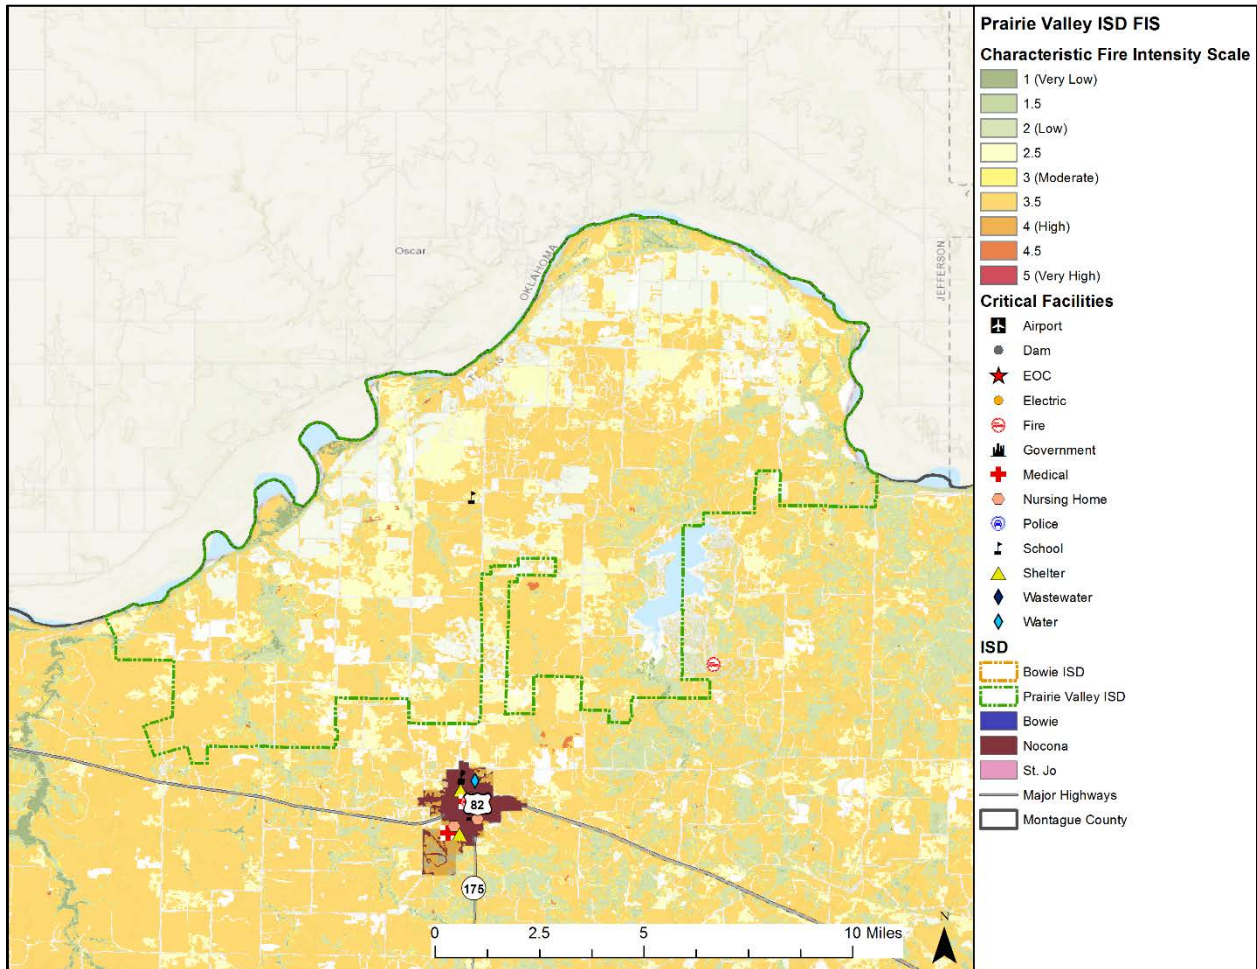 Prairie Valley ISD FIS
Characteristic Fire Intensity Scale
1 (Very Low)
1.5
2 (Low)
2.5
3 (Moderate)
3.5
4 (High)
4.5
5 (Very High)
Critical Facilities
Airport
Dam
EOC
Electric
Fire
Government
Medical
Nursing Home
Police
School
Shelter
Wastewater
Water
ISD
Bowie ISD
Prairie Valley ISD
Bowie
Nocona
St. Jo
Major Highways
Montague County
Oscar
OKLAHOMA
TEXAS
JEFFERSON
82
175
0 2.5 5 10 Miles
N